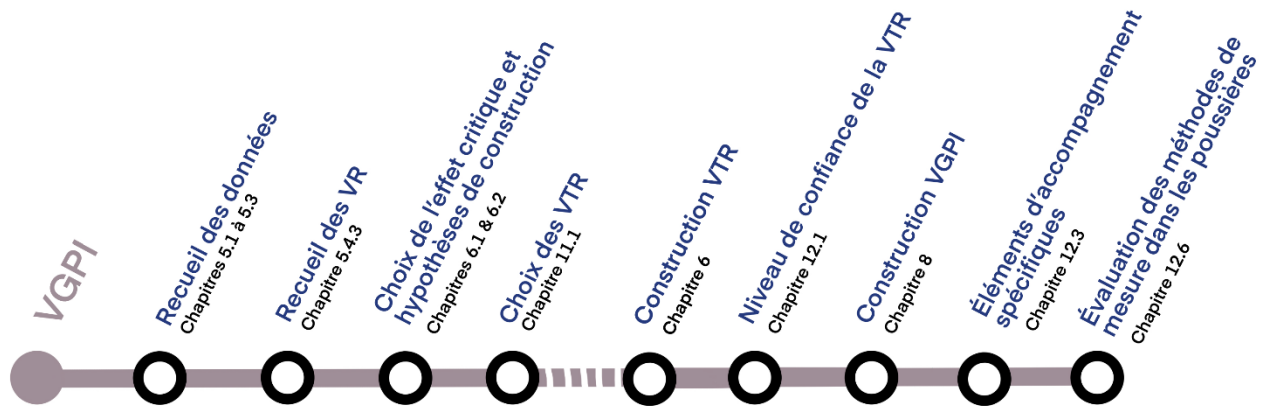 VGPI
Recueil des données
Chapitres 5.1 à 5.3
Recueil des VR
Chapitre 5.4.3
Choix de l'effet critique et
hypothèses de construction
Chapitres 6.1 & 6.2
Choix des VTR
Chapitre 11.1
Construction VTR
Chapitre 6
Niveau de confiance de la VTR
Chapitre 12.1
Construction VGPI
Chapitre 8
Éléments d'accompagnement
spécifiques
Chapitre 12.3
Évaluation des méthodes de
mesure dans les poussières
Chapitre 12.6